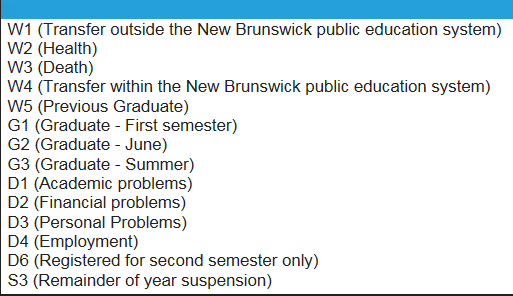 W1 (Transfer outside the New Brunswick public education system)
W2 (Health)
W3 (Death)
W4 (Transfer within the New Brunswick public education system)
W5 (Previous Graduate)
G1 (Graduate - First semester)
G2 (Graduate - June)
G3 (Graduate - Summer)
D1 (Academic problems)
D2 (Financial problems)
D3 (Personal Problems)
D4 (Employment)
D6 (Registered for second semester only)
S3 (Remainder of year suspension)